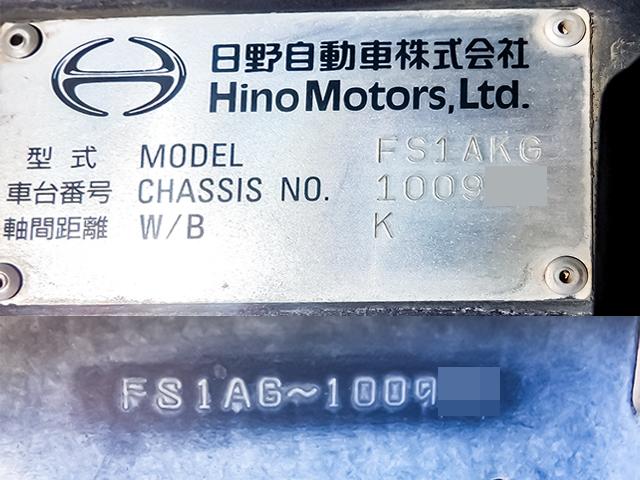 日野自動車株式会社
Hino Motors, Ltd.
型式 MODEL FS1AKG
車台番号 CHASSIS NO. 1009
軸間距離 W/B K
FS1AG~1009